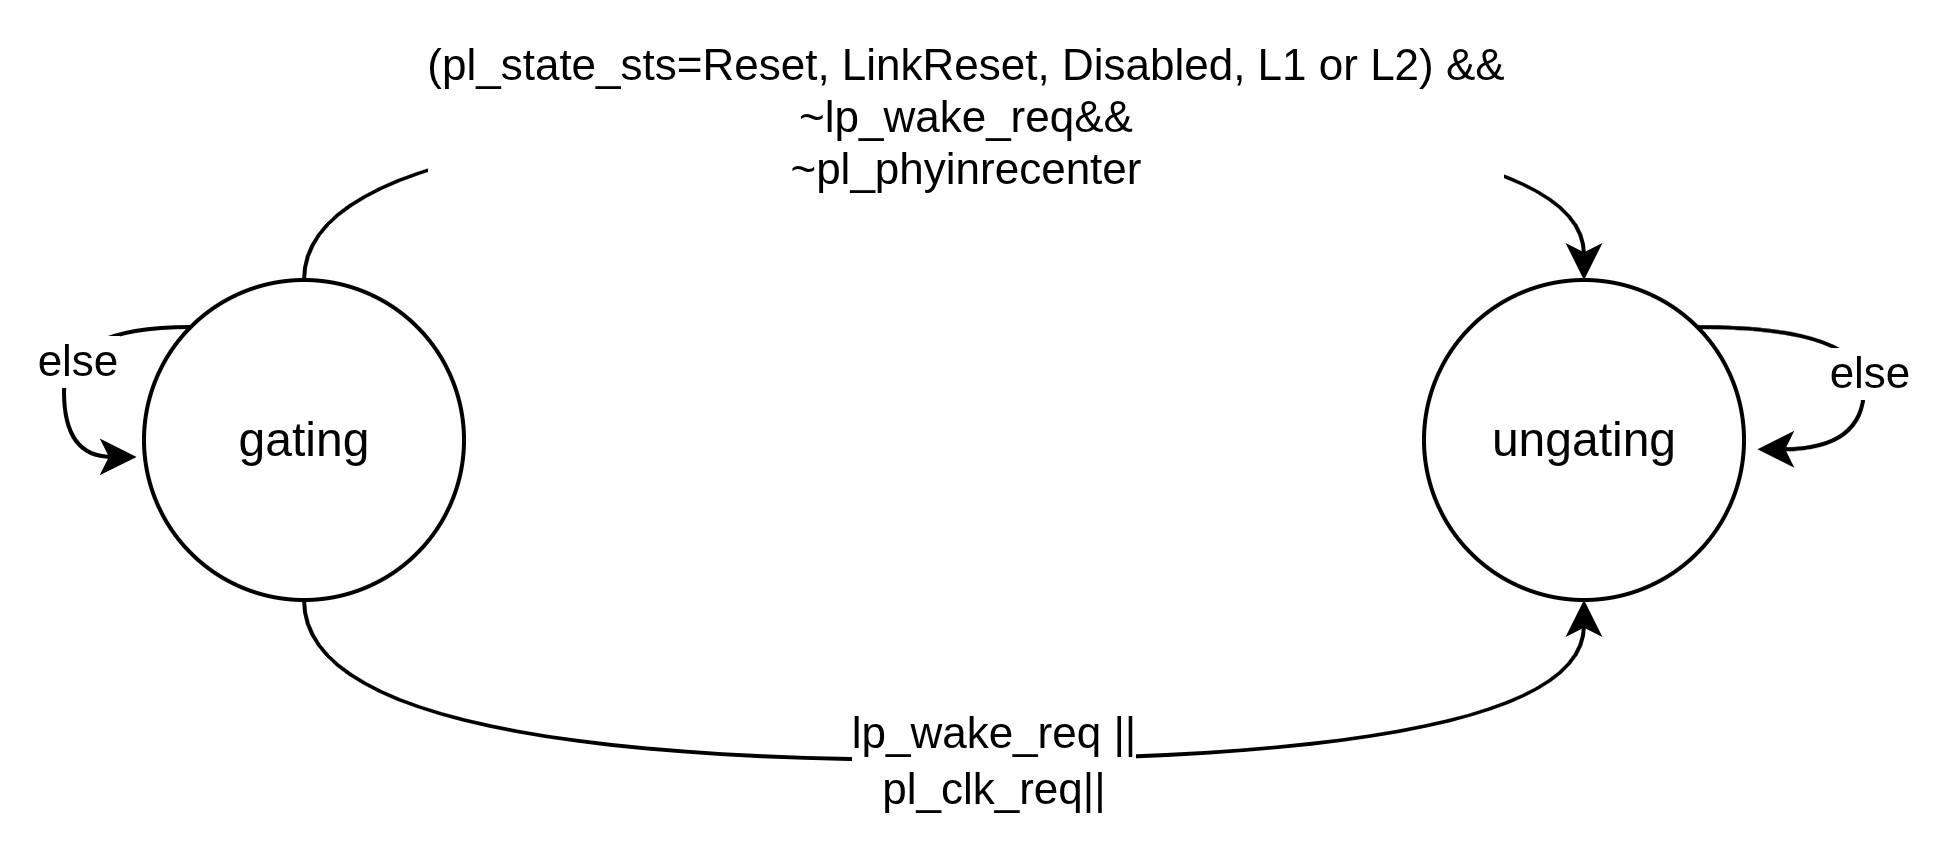 (pl_state_sts=Reset, LinkReset, Disabled, L1 or L2) &&
~lp_wake_req&&
~pl_phyinrecenter
else
else
gating
ungating
lp_wake_req ||
pl_clk_req||